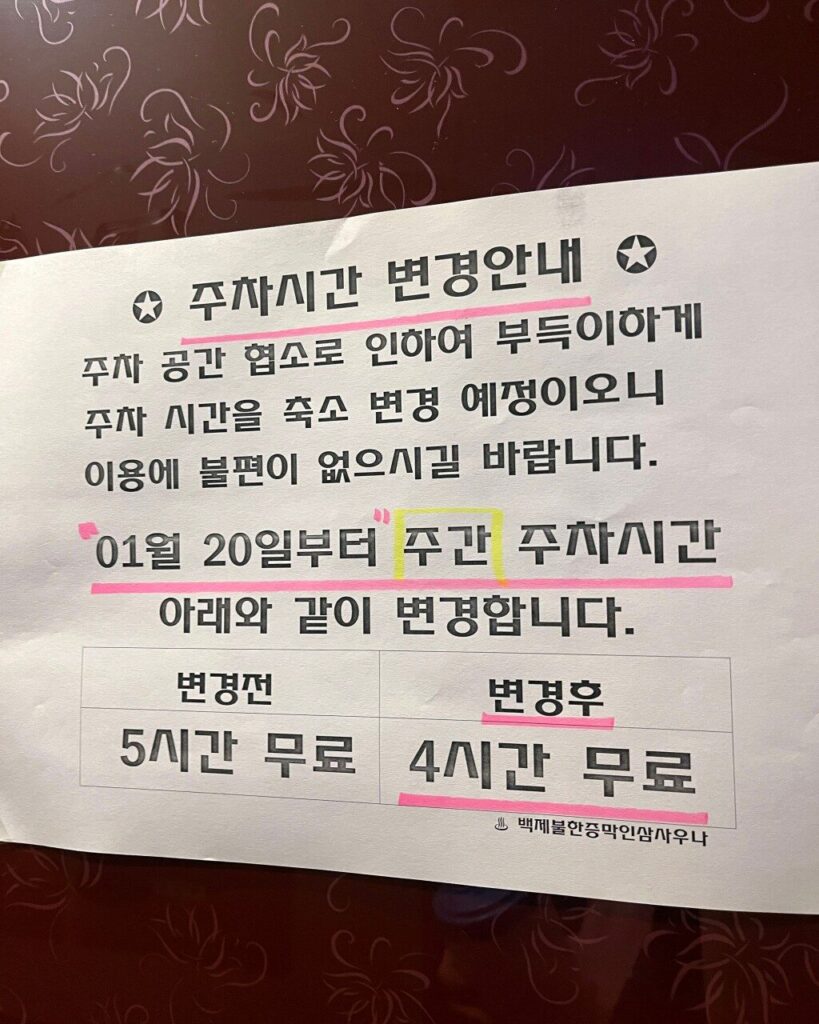 ✪ 주차시간 변경안내 ✪
주차 공간 협소로 인하여 부득이하게
주차 시간을 축소 변경 예정이오니
이용에 불편이 없으시길 바랍니다.
"01월 20일부터" 주간 주차시간
아래와 같이 변경합니다.
변경전 변경후
5시간 무료 4시간 무료
♨ 백제불한증막인삼사우나